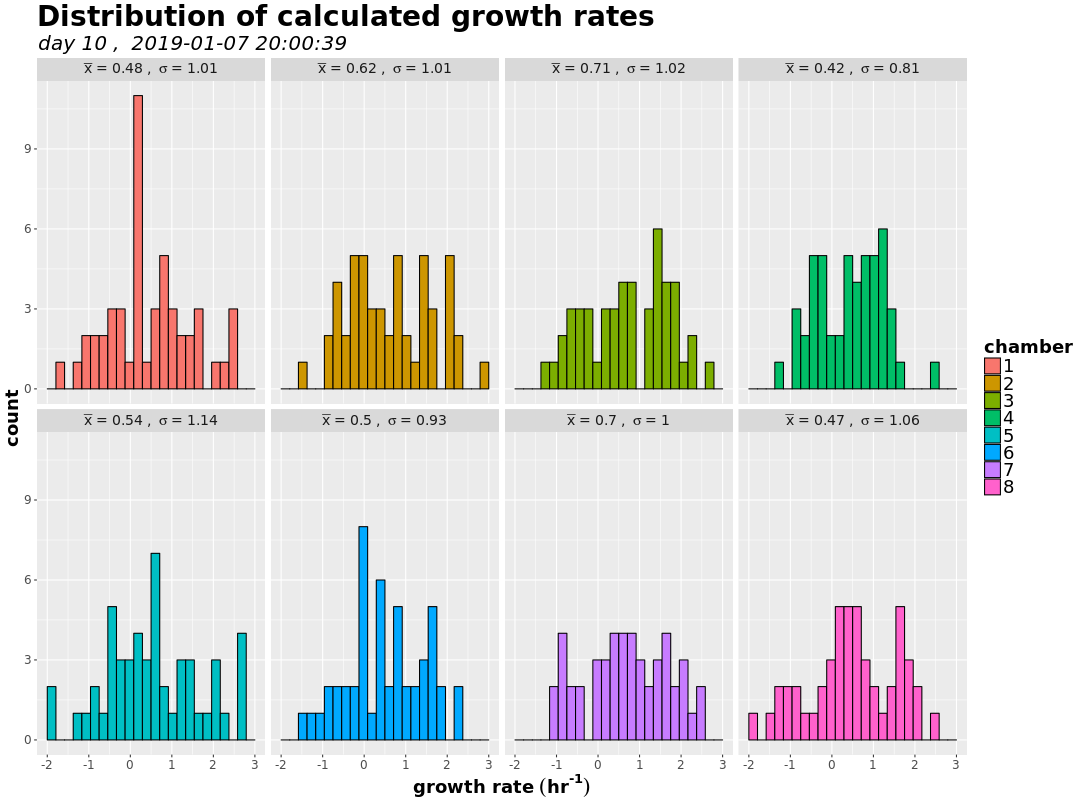 Distribution of calculated growth rates
day 10 ,  2019-01-07 20:00:39
x̅ = 0.48 ,  σ = 1.01
x̅ = 0.62 ,  σ = 1.01
x̅ = 0.71 ,  σ = 1.02
x̅ = 0.42 ,  σ = 0.81
9
6
3
0
x̅ = 0.54 ,  σ = 1.14
x̅ = 0.5 ,  σ = 0.93
x̅ = 0.7 ,  σ = 1
x̅ = 0.47 ,  σ = 1.06
9
6
3
0
-2 -1 0 1 2 3
-2 -1 0 1 2 3
-2 -1 0 1 2 3
-2 -1 0 1 2 3
count
growth rate (hr⁻¹)
chamber
1
2
3
4
5
6
7
8